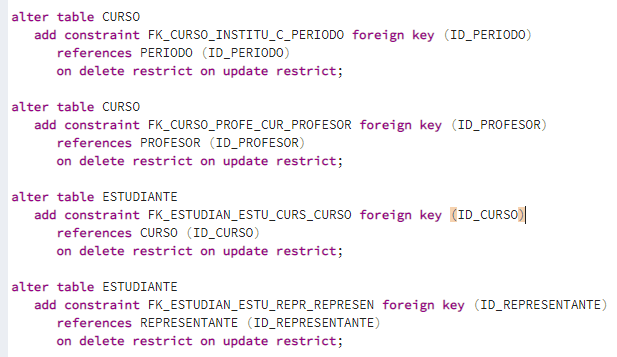 alter table CURSO
add constraint FK_CURSO_INSTITU_C_PERIODO foreign key (ID_PERIODO)
references PERIODO (ID_PERIODO)
on delete restrict on update restrict;
alter table CURSO
add constraint FK_CURSO_PROFE_CUR_PROFESOR foreign key (ID_PROFESOR)
references PROFESOR (ID_PROFESOR)
on delete restrict on update restrict;
alter table ESTUDIANTE
add constraint FK_ESTUDIAN_ESTU_CURS_CURSO foreign key (ID_CURSO)
references CURSO (ID_CURSO)
on delete restrict on update restrict;
alter table ESTUDIANTE
add constraint FK_ESTUDIAN_ESTU_REPR_REPRESEN foreign key (ID_REPRESENTANTE)
references REPRESENTANTE (ID_REPRESENTANTE)
on delete restrict on update restrict;